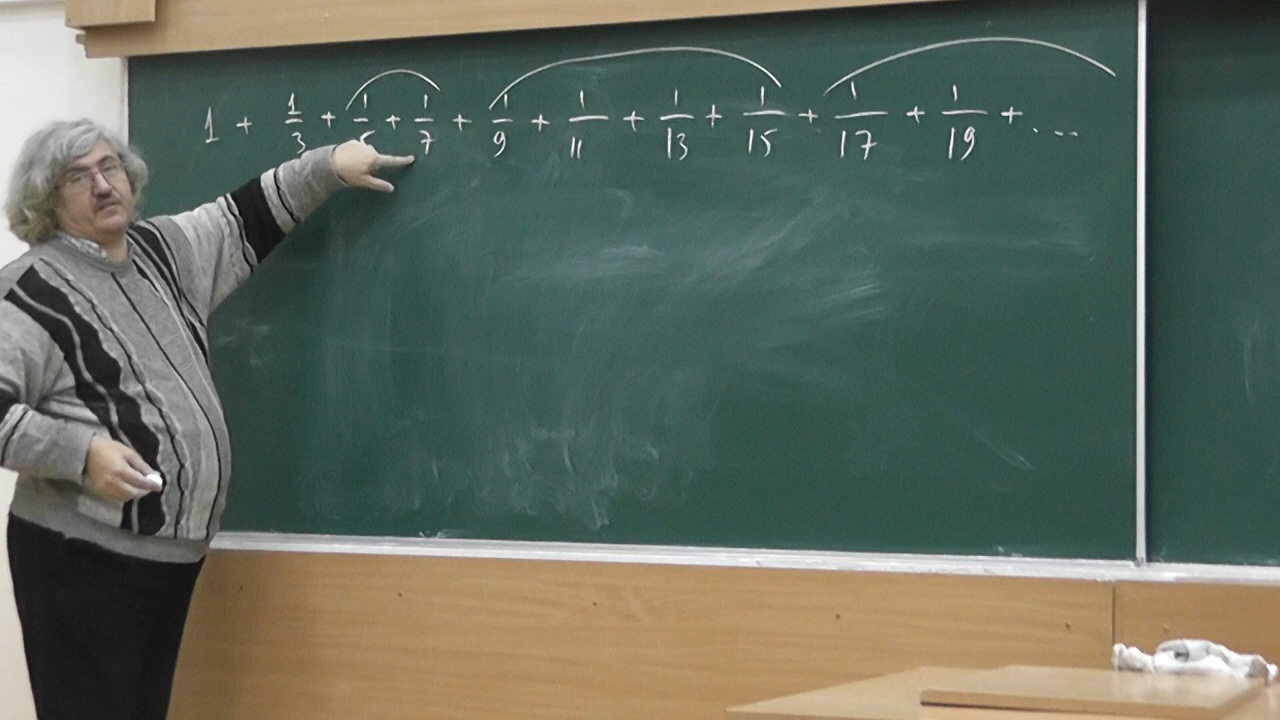 1 + 1/3 + 1/5 + 1/7 + 1/9 + 1/11 + 1/13 + 1/15 + 1/17 + 1/19 + ...